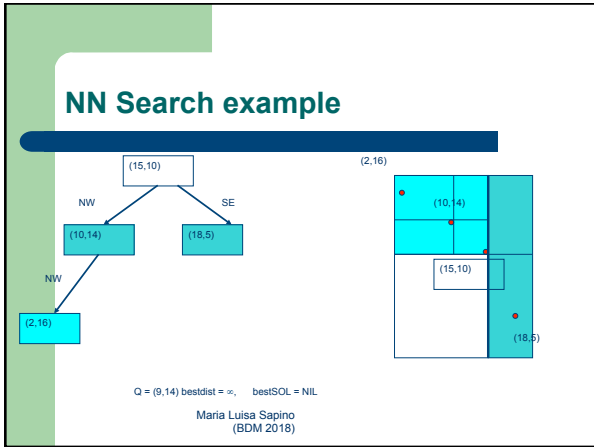 NN Search example
(15,10)
NW
SE
(10,14)
(18,5)
NW
(2,16)
(2,16)
(10,14)
(15,10)
(18,5)
Q = (9,14) bestdist = ∞, bestSOL = NIL
Maria Luisa Sapino
(BDM 2018)